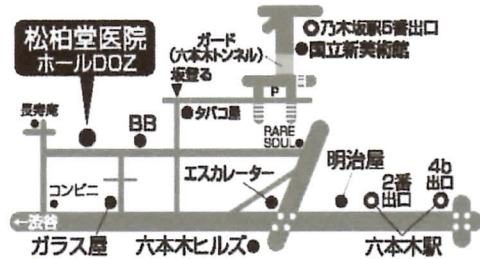 松柏堂医院
ホールDOZ
ガード
(六本木トンネル)
坂登る
乃木坂駅5番出口
国立新美術館
P
長寿庵
BB
タバコ屋
RARE
SOUL
コンビニ
エスカレーター
明治屋
2番
出口
4b
出口
←渋谷
ガラス屋
六本木ヒルズ
六本木駅